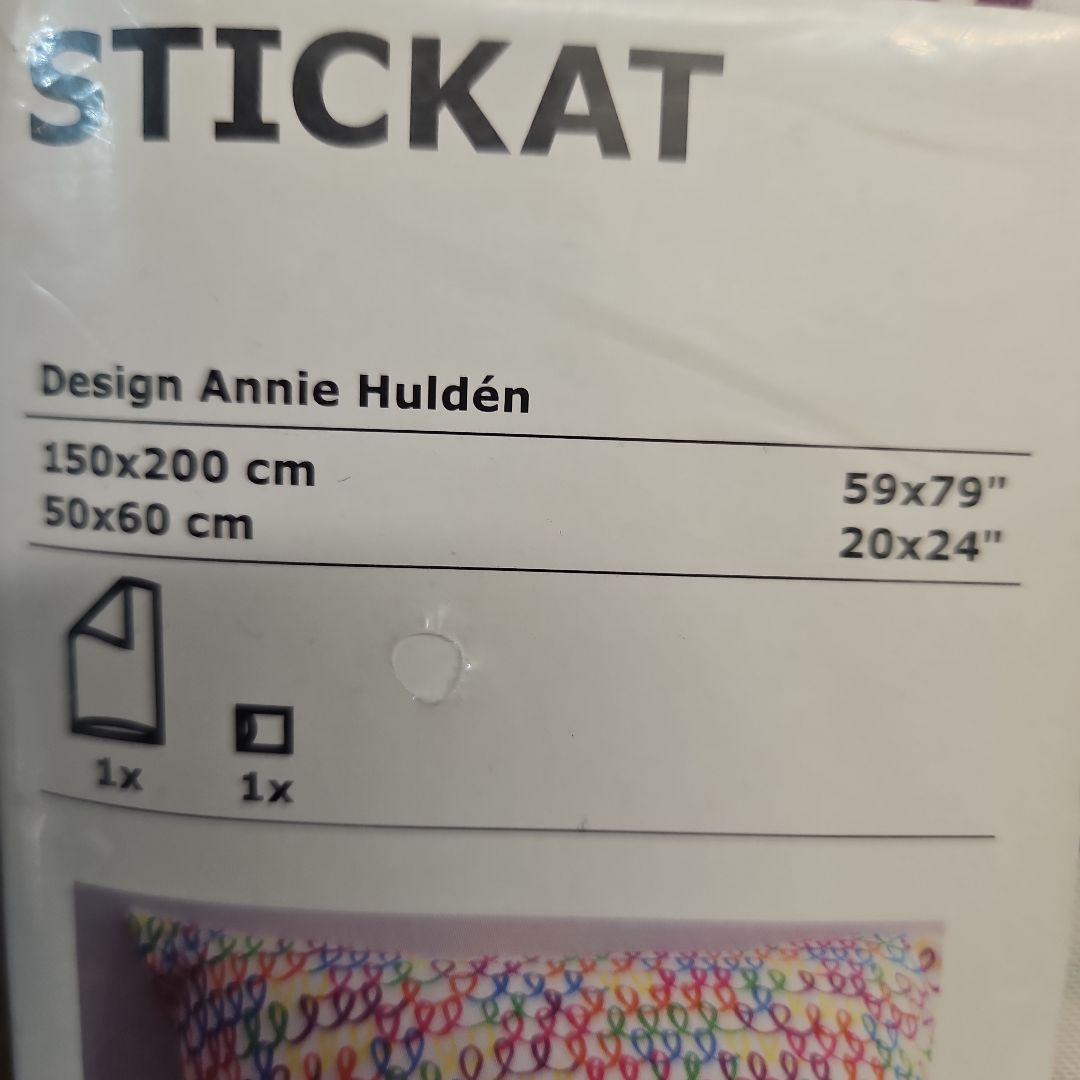 STICKAT
Design Annie Huldén
150x200 cm 59x79"
50x60 cm 20x24"
1x 1x